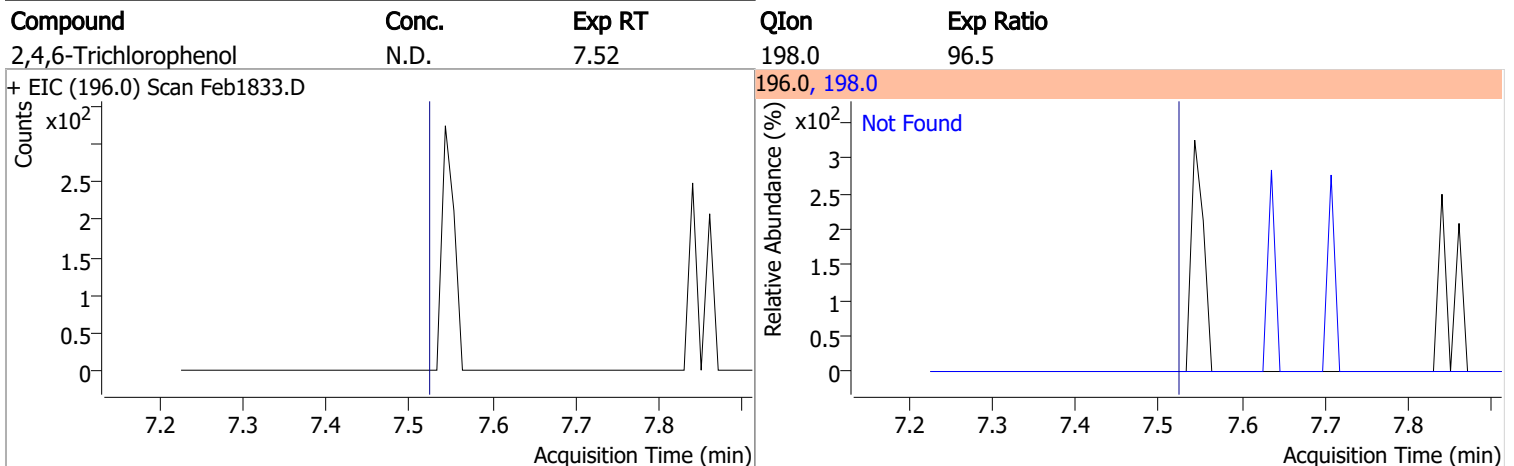 Compound Conc. Exp RT QIon Exp Ratio
2,4,6-Trichlorophenol N.D. 7.52 198.0 96.5
+ EIC (196.0) Scan Feb1833.D
Counts
x10²
2.5
2
1.5
1
0.5
0
7.2 7.3 7.4 7.5 7.6 7.7 7.8
Acquisition Time (min)
196.0, 198.0
Relative Abundance (%)
x10²
Not Found
3
2.5
2
1.5
1
0.5
0
7.2 7.3 7.4 7.5 7.6 7.7 7.8
Acquisition Time (min)